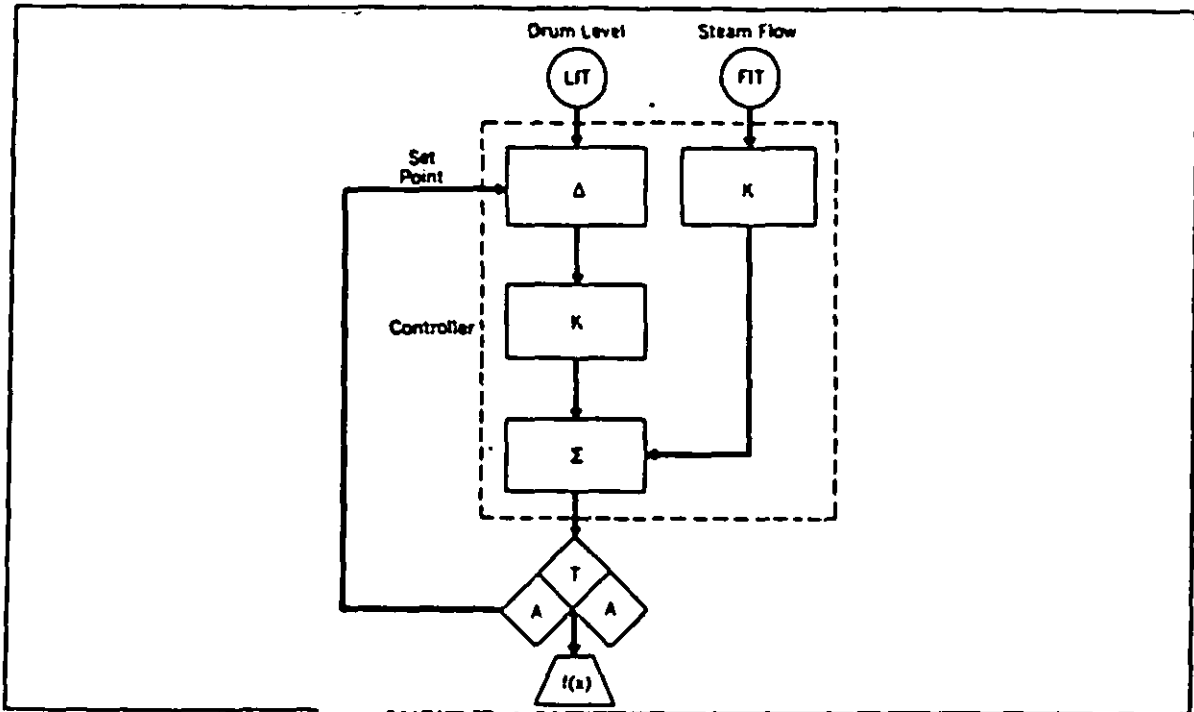 Drum Level
Steam Flow
LIT
FIT
Set
Point
Δ
K
Controller
K
Σ
T
A
A
f(x)